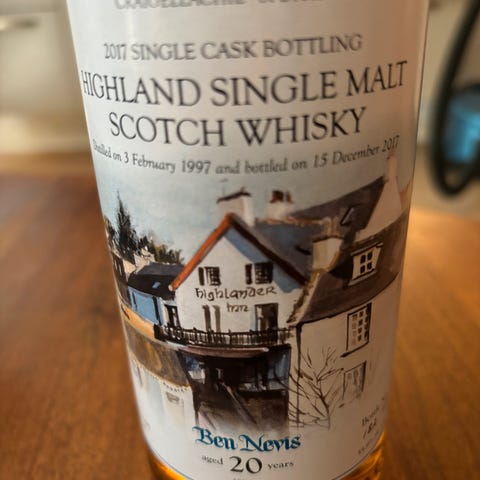 CRAIGELLACHIE
2017 SINGLE CASK BOTTLING
HIGHLAND SINGLE MALT
SCOTCH WHISKY
Distilled on 3 February 1997 and bottled on 15 December 2017
highlander
inn
Ben Nevis
aged 20 years